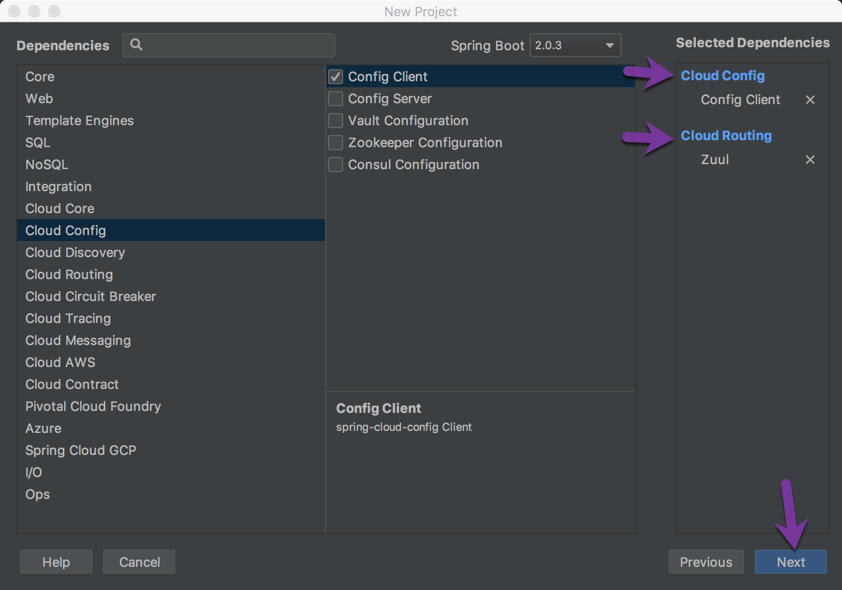 New Project
Dependencies
Spring Boot 2.0.3
Selected Dependencies
Core
Web
Template Engines
SQL
NoSQL
Integration
Cloud Core
Cloud Config
Cloud Discovery
Cloud Routing
Cloud Circuit Breaker
Cloud Tracing
Cloud Messaging
Cloud AWS
Cloud Contract
Pivotal Cloud Foundry
Azure
Spring Cloud GCP
I/O
Ops
Config Client
Config Server
Vault Configuration
Zookeeper Configuration
Consul Configuration
Config Client
spring-cloud-config Client
Cloud Config
Config Client
Cloud Routing
Zuul
Help
Cancel
Previous
Next